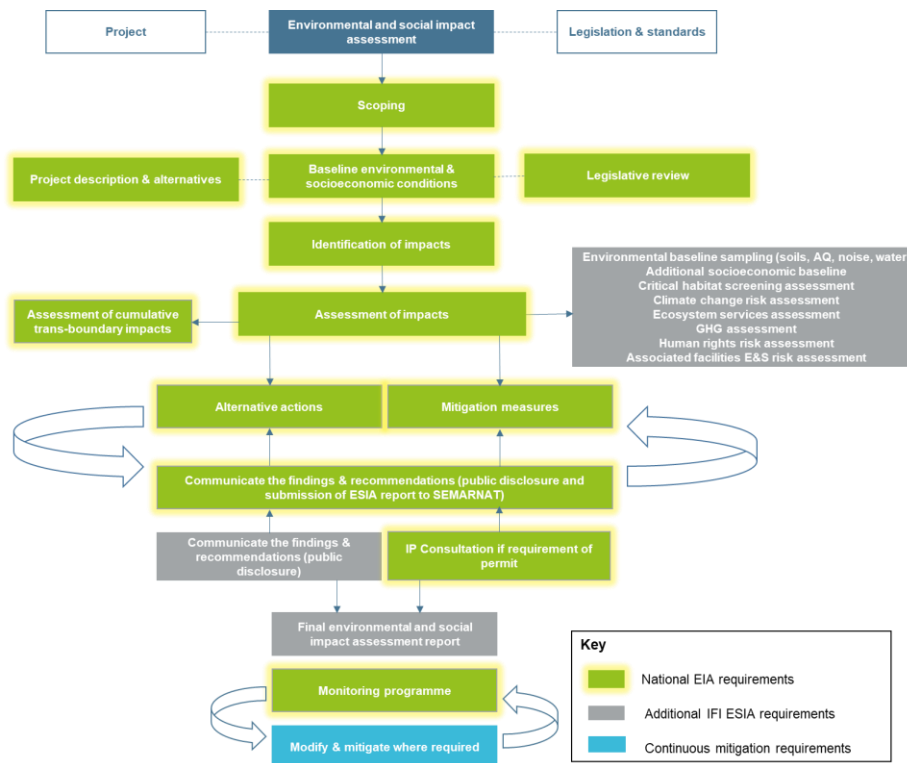 Project
Environmental and social impact
assessment
Legislation & standards
Scoping
Project description & alternatives
Baseline environmental &
socioeconomic conditions
Legislative review
Identification of impacts
Environmental baseline sampling (soils, AQ, noise, water
Additional socioeconomic baseline
Critical habitat screening assessment
Climate change risk assessment
Ecosystem services assessment
GHG assessment
Human rights risk assessment
Associated facilities E&S risk assessment
Assessment of cumulative
trans-boundary impacts
Assessment of impacts
Alternative actions
Mitigation measures
Communicate the findings & recommendations (public disclosure and
submission of ESIA report to SEMARNAT)
Communicate the findings &
recommendations (public
disclosure)
IP Consultation if requirement of
permit
Final environmental and social
impact assessment report
Monitoring programme
Modify & mitigate where required
Key
National EIA requirements
Additional IFI ESIA requirements
Continuous mitigation requirements